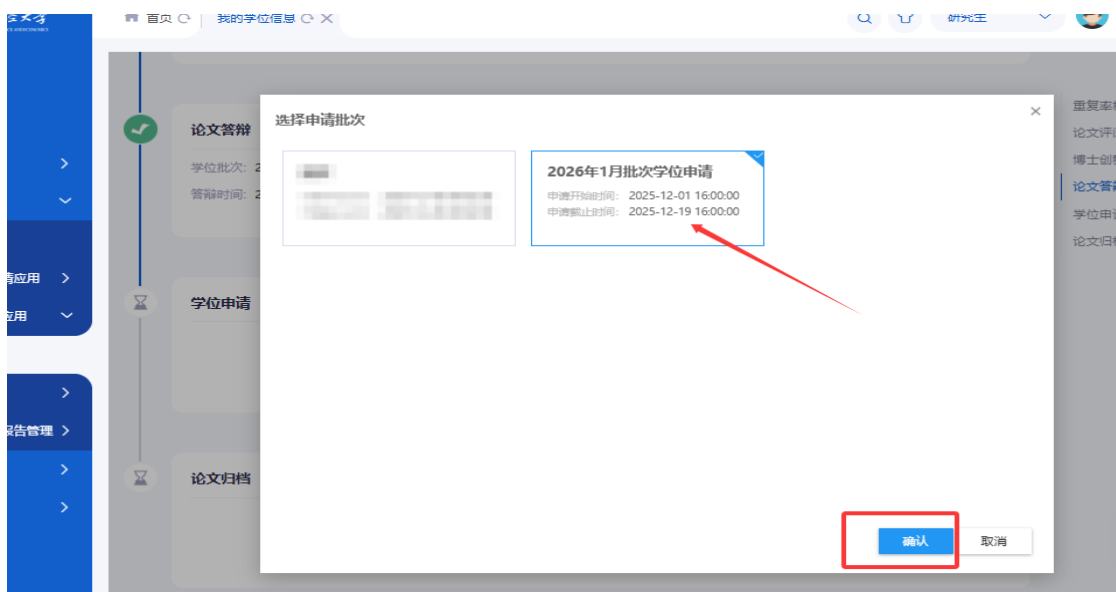 首页
我的学位信息
研究生
选择申请批次
2026年1月批次学位申请
申请开始时间: 2025-12-01 16:00:00
申请截止时间: 2025-12-19 16:00:00
确认
取消
论文答辩
学位批次: 2
答辩时间: 2
学位申请
论文归档
应用
用
报告管理
重复率
论文评
博士创
论文答
学位申
论文归